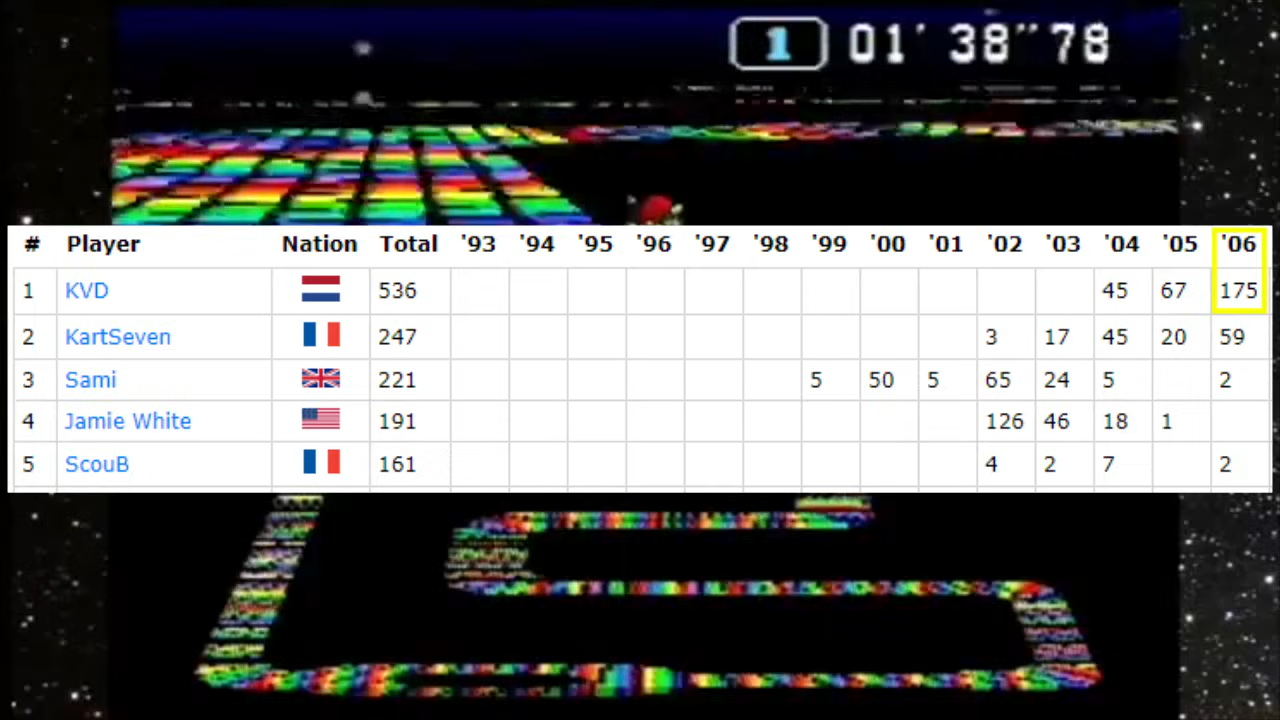 1 01' 38"78
# Player Nation Total '93 '94 '95 '96 '97 '98 '99 '00 '01 '02 '03 '04 '05 '06
1 KVD 536 45 67 175
2 KartSeven 247 3 17 45 20 59
3 Sami 221 5 50 5 65 24 5 2
4 Jamie White 191 126 46 18 1
5 ScouB 161 4 2 7 2